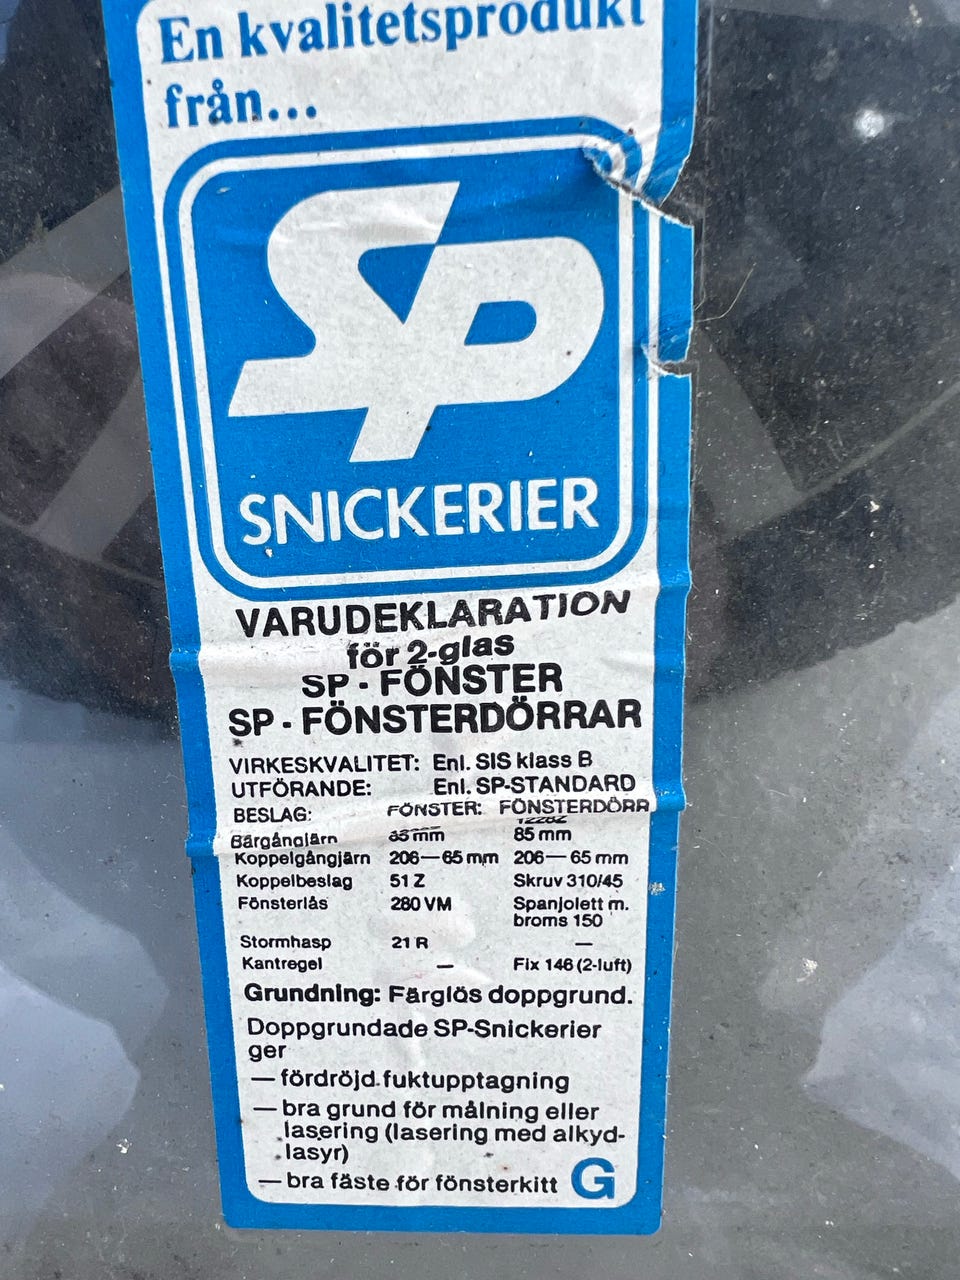 En kvalitetsprodukt
från...
SP
SNICKERIER
VARUDEKLARATION
för 2-glas
SP - FÖNSTER
SP - FÖNSTERDÖRRAR
VIRKESKVALITET: Enl. SIS klass B
UTFÖRANDE: Enl. SP-STANDARD
BESLAG: FÖNSTER: FÖNSTERDÖRR
Bärgångjärn mm 85 mm
Koppelgångjärn 206—65 mm 206—65 mm
Koppelbeslag 51 Z Skruv 310/45
Fönsterlås 280 VM Spanjolett m.
broms 150
Stormhasp 21 R —
Kantregel — Fix 146 (2-luft)
Grundning: Färglös doppgrund.
Doppgrundade SP-Snickerier
ger
— fördröjd fuktupptagning
— bra grund för målning eller
lasering (lasering med alkyd-
lasyr)
— bra fäste för fönsterkitt G